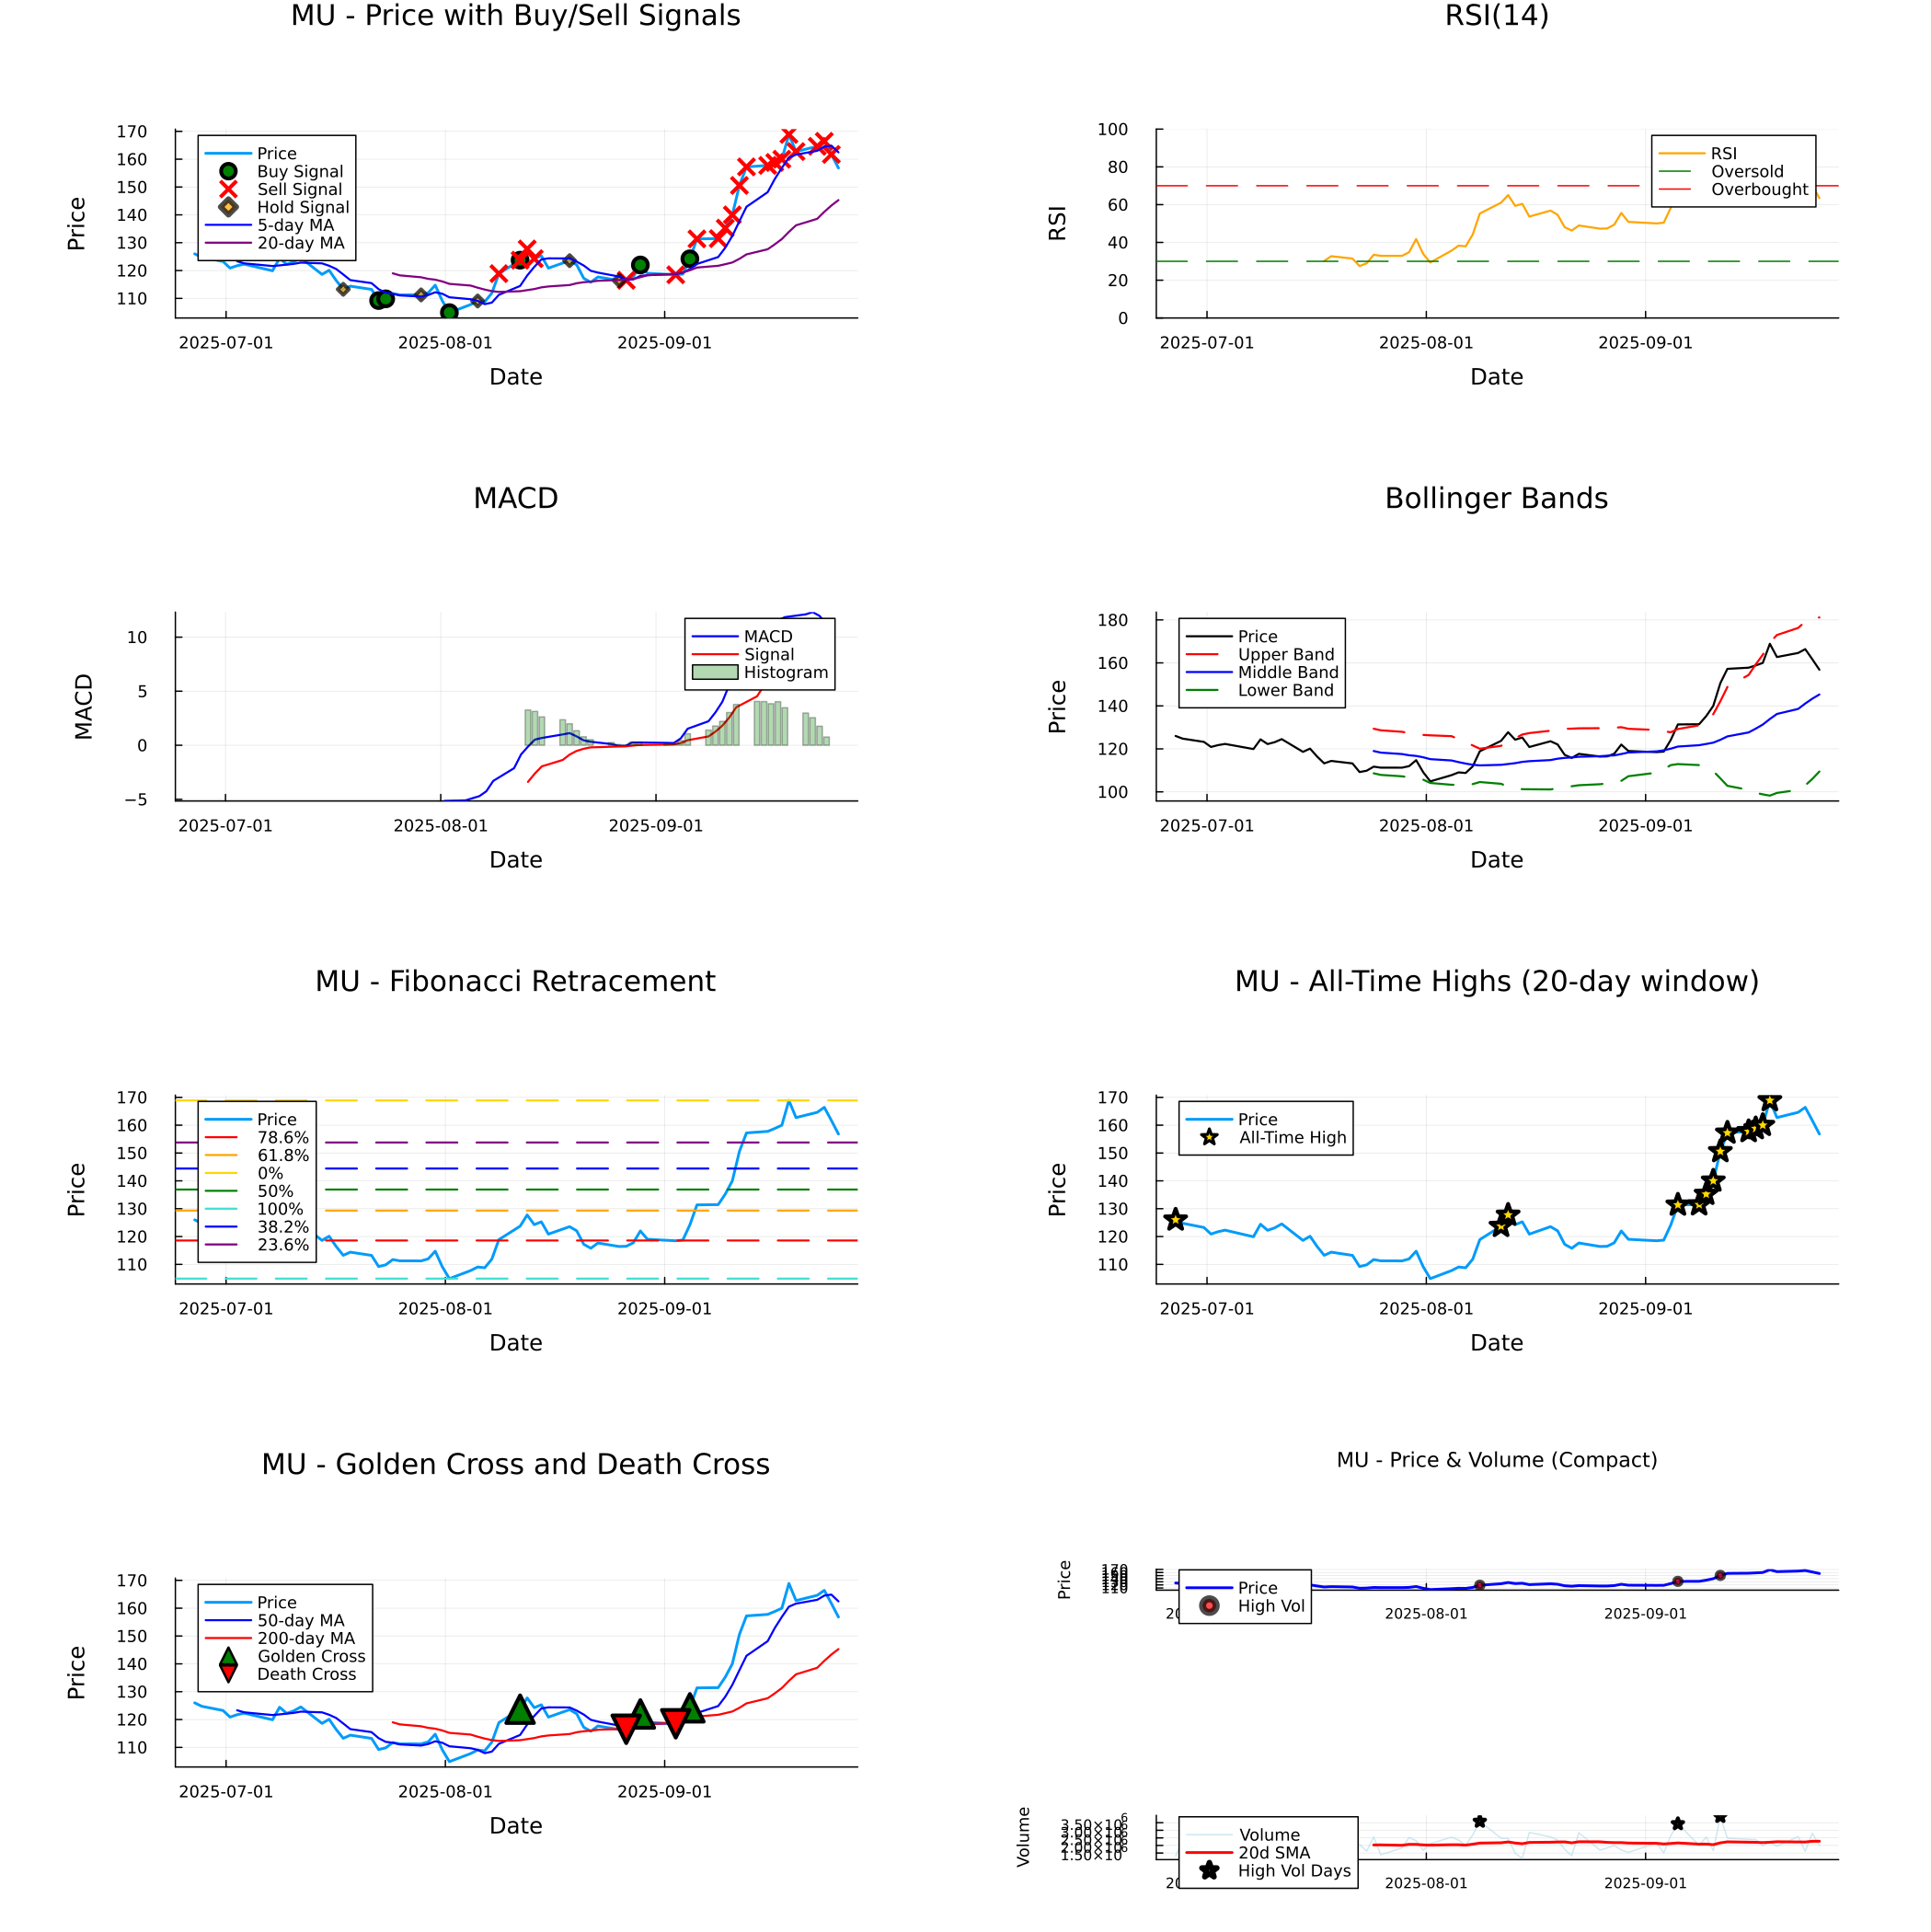 MU - Price with Buy/Sell Signals
170
160
150
140
130
120
110
Price
Price
Buy Signal
Sell Signal
Hold Signal
5-day MA
20-day MA
2025-07-01
2025-08-01
2025-09-01
Date
RSI(14)
100
80
60
40
20
0
RSI
RSI
Oversold
Overbought
2025-07-01
2025-08-01
2025-09-01
Date
MACD
10
5
0
−5
MACD
MACD
Signal
Histogram
2025-07-01
2025-08-01
2025-09-01
Date
Bollinger Bands
180
160
140
120
100
Price
Price
Upper Band
Middle Band
Lower Band
2025-07-01
2025-08-01
2025-09-01
Date
MU - Fibonacci Retracement
170
160
150
140
130
120
110
Price
Price
78.6%
61.8%
0%
50%
100%
38.2%
23.6%
2025-07-01
2025-08-01
2025-09-01
Date
MU - All-Time Highs (20-day window)
170
160
150
140
130
120
110
Price
Price
All-Time High
2025-07-01
2025-08-01
2025-09-01
Date
MU - Golden Cross and Death Cross
170
160
150
140
130
120
110
Price
Price
50-day MA
200-day MA
Golden Cross
Death Cross
2025-07-01
2025-08-01
2025-09-01
Date
MU - Price & Volume (Compact)
Price
Price
High Vol
2025-08-01
2025-09-01
Volume
Volume
20d SMA
High Vol Days
2025-08-01
2025-09-01